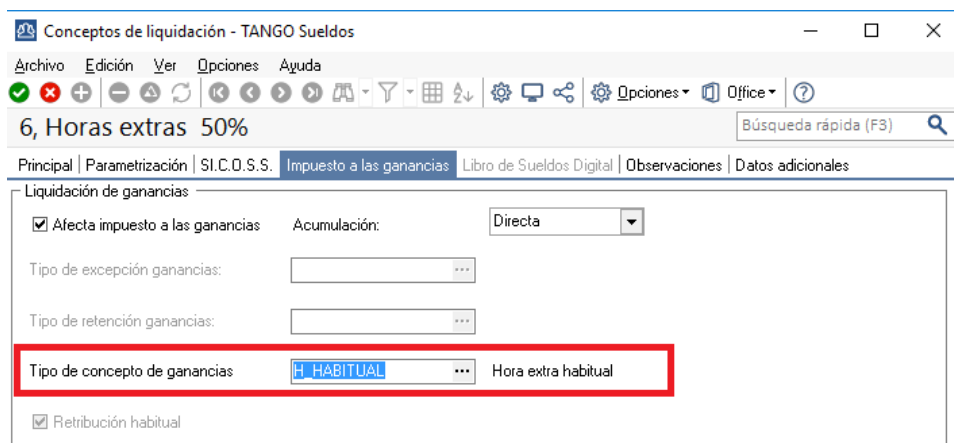 Conceptos de liquidación - TANGO Sueldos
Archivo Edición Ver Opciones Ayuda
Opciones Office
6, Horas extras 50%
Búsqueda rápida (F3)
Principal Parametrización SI.C.O.S.S. Impuesto a las ganancias Libro de Sueldos Digital Observaciones Datos adicionales
Liquidación de ganancias
Afecta impuesto a las ganancias Acumulación: Directa
Tipo de excepción ganancias: ...
Tipo de retención ganancias: ...
Tipo de concepto de ganancias H_HABITUAL ... Hora extra habitual
Retribución habitual